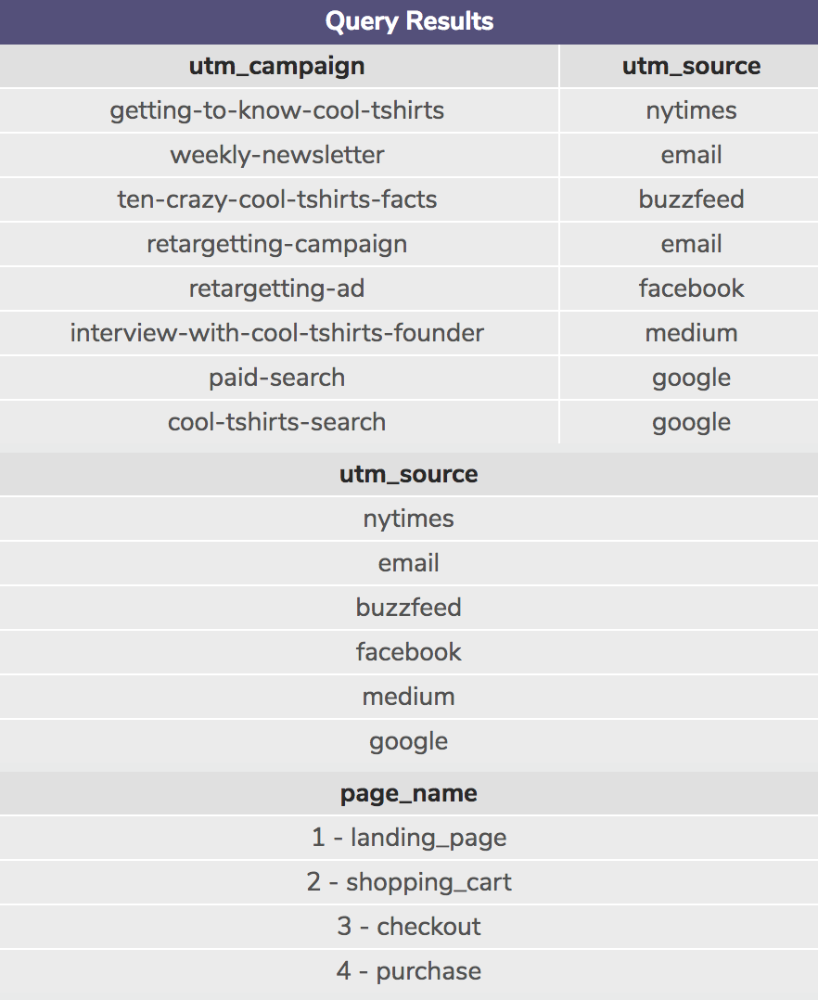 Query Results
utm_campaign utm_source
getting-to-know-cool-tshirts nytimes
weekly-newsletter email
ten-crazy-cool-tshirts-facts buzzfeed
retargetting-campaign email
retargetting-ad facebook
interview-with-cool-tshirts-founder medium
paid-search google
cool-tshirts-search google
utm_source
nytimes
email
buzzfeed
facebook
medium
google
page_name
1 - landing_page
2 - shopping_cart
3 - checkout
4 - purchase